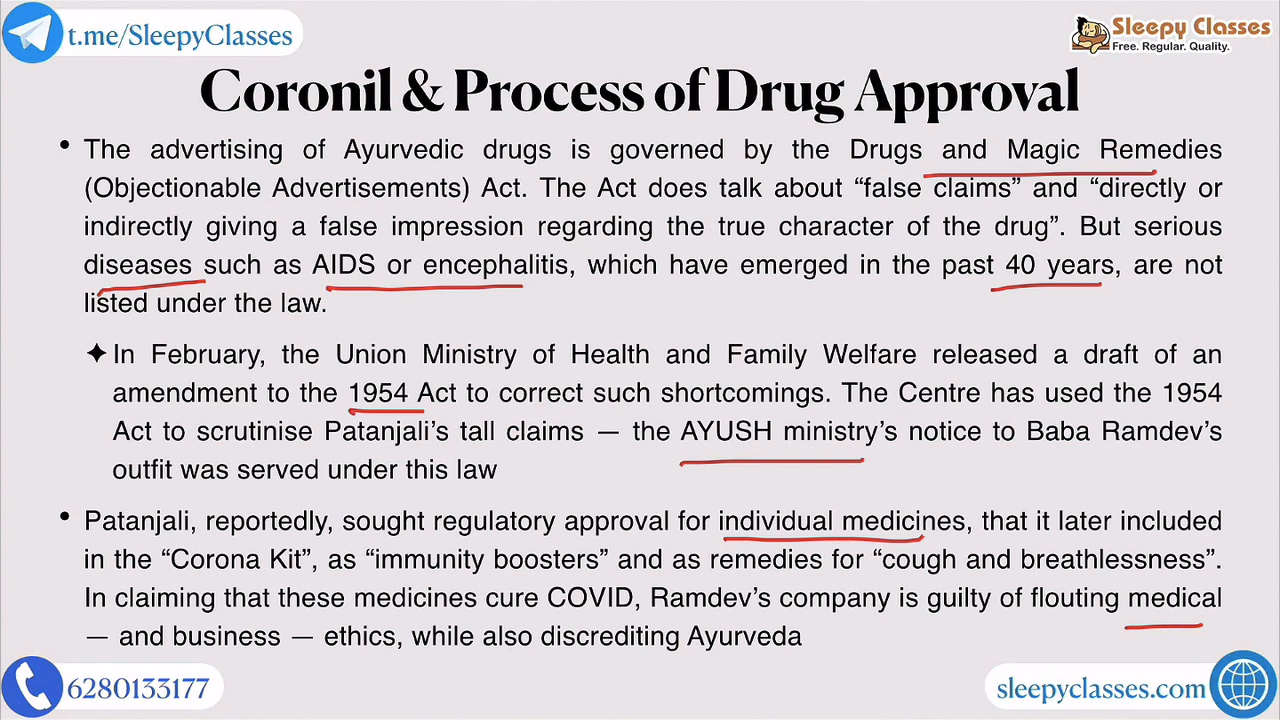 t.me/SleepyClasses
Sleepy Classes
Free. Regular. Quality.
Coronil & Process of Drug Approval
• The advertising of Ayurvedic drugs is governed by the Drugs and Magic Remedies
(Objectionable Advertisements) Act. The Act does talk about “false claims” and “directly or
indirectly giving a false impression regarding the true character of the drug”. But serious
diseases such as AIDS or encephalitis, which have emerged in the past 40 years, are not
listed under the law.
✦ In February, the Union Ministry of Health and Family Welfare released a draft of an
amendment to the 1954 Act to correct such shortcomings. The Centre has used the 1954
Act to scrutinise Patanjali’s tall claims — the AYUSH ministry’s notice to Baba Ramdev’s
outfit was served under this law
• Patanjali, reportedly, sought regulatory approval for individual medicines, that it later included
in the “Corona Kit”, as “immunity boosters” and as remedies for “cough and breathlessness”.
In claiming that these medicines cure COVID, Ramdev’s company is guilty of flouting medical
— and business — ethics, while also discrediting Ayurveda
6280133177
sleepyclasses.com